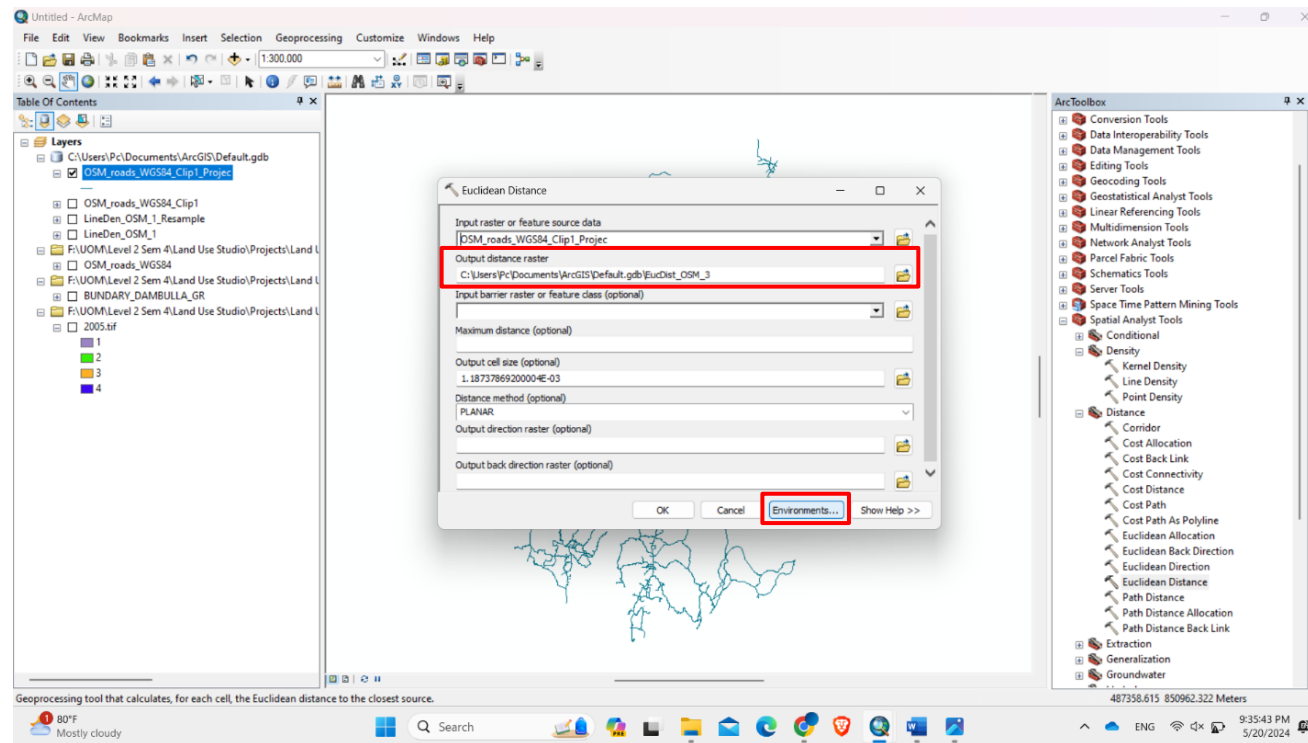 Untitled - ArcMap
File Edit View Bookmarks Insert Selection Geoprocessing Customize Windows Help
1:300.000
Table Of Contents
Layers
C:\Users\Pc\Documents\ArcGIS\Default.gdb
OSM_roads_WGS84_Clip1_Projec
OSM_roads_WGS84_Clip1
LineDen_OSM_1_Resample
LineDen_OSM_1
F:\UOM\Level 2 Sem 4\Land Use Studio\Projects\Land U
OSM_roads_WGS84
F:\UOM\Level 2 Sem 4\Land Use Studio\Projects\Land U
BUNDARY_DAMBULLA_GR
F:\UOM\Level 2 Sem 4\Land Use Studio\Projects\Land U
2005.tif
1
2
3
4
Euclidean Distance
Input raster or feature source data
OSM_roads_WGS84_Clip1_Projec
Output distance raster
C:\Users\Pc\Documents\ArcGIS\Default.gdb\EucDist_OSM_3
Input barrier raster or feature class (optional)
Maximum distance (optional)
Output cell size (optional)
1.18737869200004E-03
Distance method (optional)
PLANAR
Output direction raster (optional)
Output back direction raster (optional)
OK Cancel Environments... Show Help >>
ArcToolbox
Conversion Tools
Data Interoperability Tools
Data Management Tools
Editing Tools
Geocoding Tools
Geostatistical Analyst Tools
Linear Referencing Tools
Multidimension Tools
Network Analyst Tools
Parcel Fabric Tools
Schematics Tools
Server Tools
Space Time Pattern Mining Tools
Spatial Analyst Tools
Conditional
Density
Kernel Density
Line Density
Point Density
Distance
Corridor
Cost Allocation
Cost Back Link
Cost Connectivity
Cost Distance
Cost Path
Cost Path As Polyline
Euclidean Allocation
Euclidean Back Direction
Euclidean Direction
Euclidean Distance
Path Distance
Path Distance Allocation
Path Distance Back Link
Extraction
Generalization
Groundwater
Geoprocessing tool that calculates, for each cell, the Euclidean distance to the closest source.
487358.615 850962.322 Meters
1
80°F
Mostly cloudy
Search
PRE
ENG
9:35:43 PM
5/20/2024